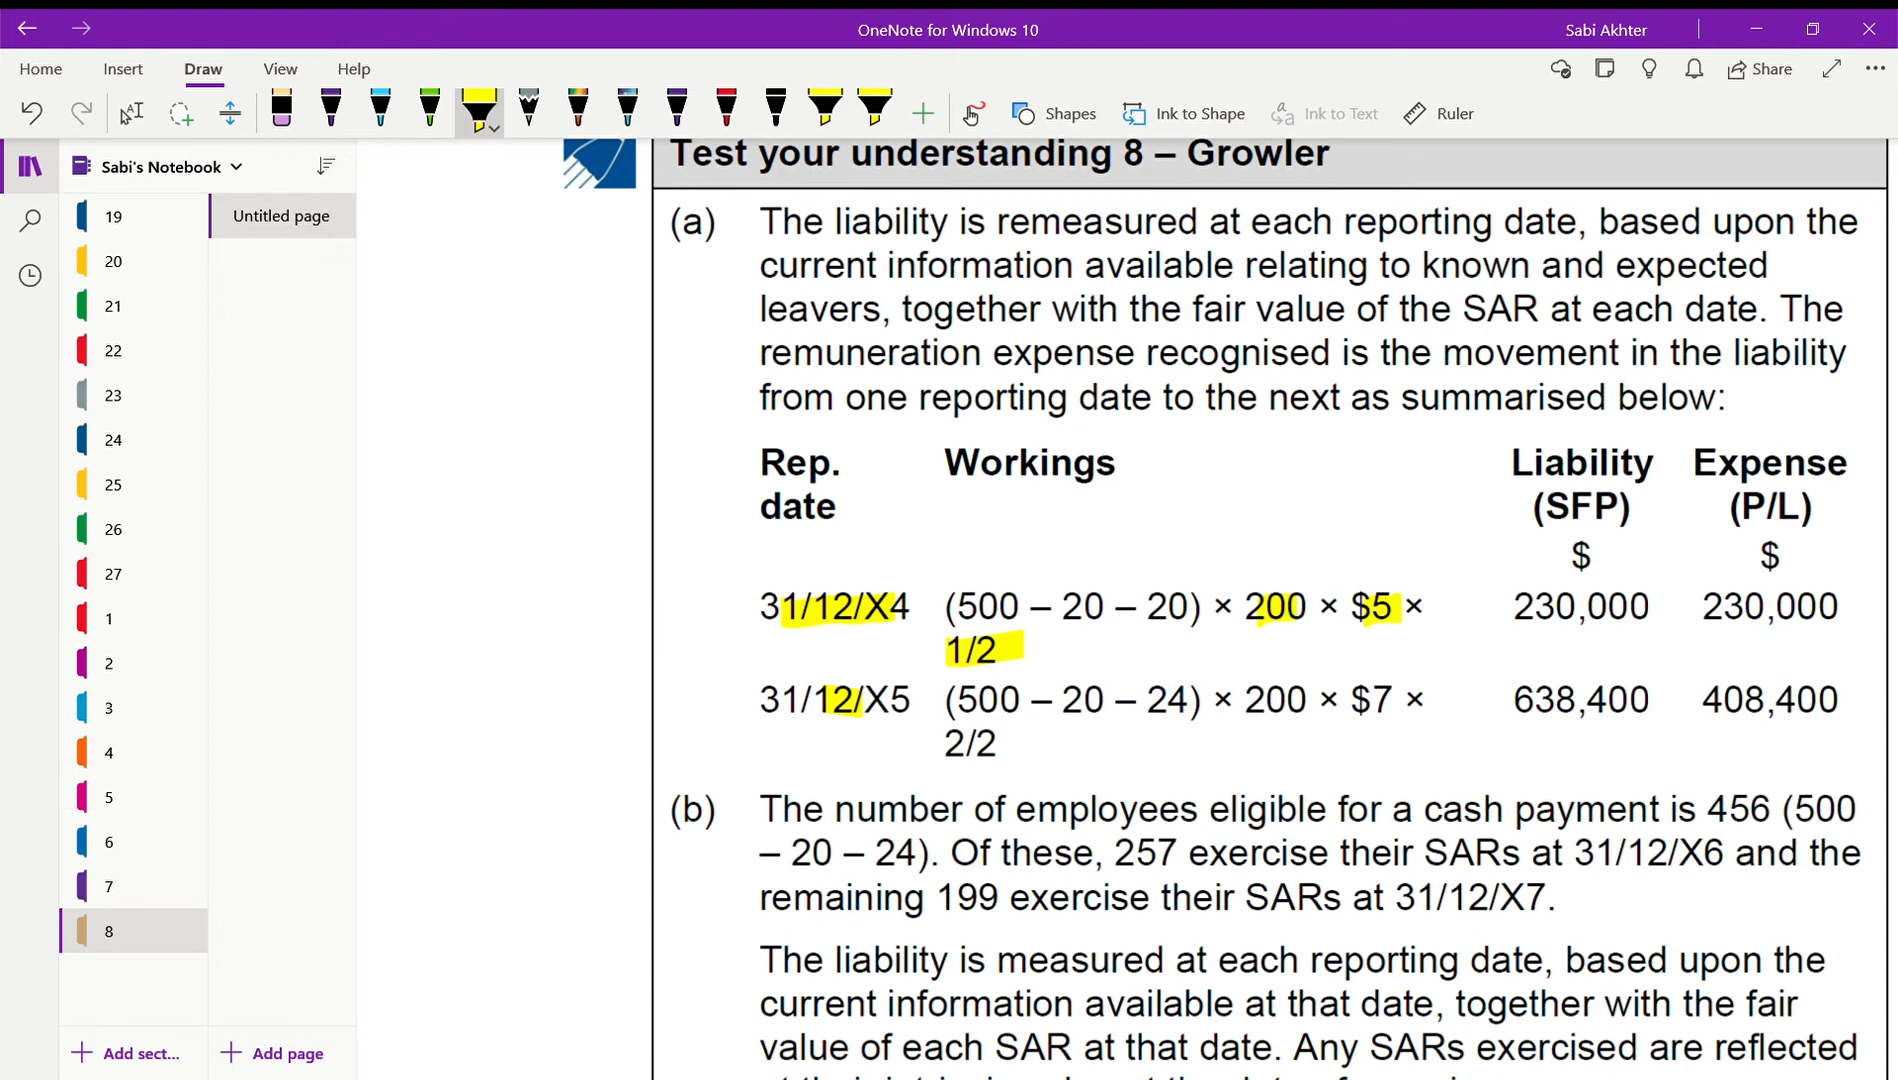 OneNote for Windows 10
Sabi Akhter
Home Insert Draw View Help
Share
Shapes Ink to Shape Ink to Text Ruler
Sabi's Notebook
19
20
21
22
23
24
25
26
27
1
2
3
4
5
6
7
8
Add sect...
Untitled page
Add page
Test your understanding 8 – Growler
(a) The liability is remeasured at each reporting date, based upon the
current information available relating to known and expected
leavers, together with the fair value of the SAR at each date. The
remuneration expense recognised is the movement in the liability
from one reporting date to the next as summarised below:
Rep. Workings Liability Expense
date (SFP) (P/L)
$ $
31/12/X4 (500 – 20 – 20) × 200 × $5 × 230,000 230,000
1/2
31/12/X5 (500 – 20 – 24) × 200 × $7 × 638,400 408,400
2/2
(b) The number of employees eligible for a cash payment is 456 (500
– 20 – 24). Of these, 257 exercise their SARs at 31/12/X6 and the
remaining 199 exercise their SARs at 31/12/X7.
The liability is measured at each reporting date, based upon the
current information available at that date, together with the fair
value of each SAR at that date. Any SARs exercised are reflected